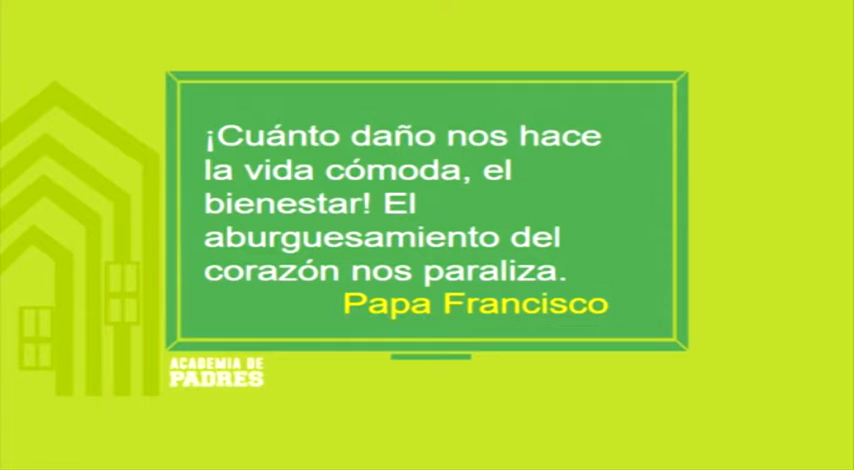 ¡Cuánto daño nos hace
la vida cómoda, el
bienestar! El
aburguesamiento del
corazón nos paraliza.
Papa Francisco
ACADEMIA DE
PADRES